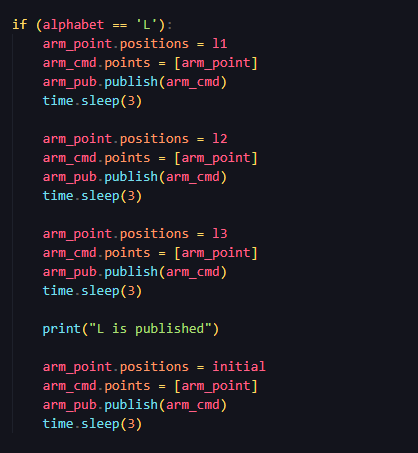 if (alphabet == 'L'):
    arm_point.positions = l1
    arm_cmd.points = [arm_point]
    arm_pub.publish(arm_cmd)
    time.sleep(3)

    arm_point.positions = l2
    arm_cmd.points = [arm_point]
    arm_pub.publish(arm_cmd)
    time.sleep(3)

    arm_point.positions = l3
    arm_cmd.points = [arm_point]
    arm_pub.publish(arm_cmd)
    time.sleep(3)

    print("L is published")

    arm_point.positions = initial
    arm_cmd.points = [arm_point]
    arm_pub.publish(arm_cmd)
    time.sleep(3)